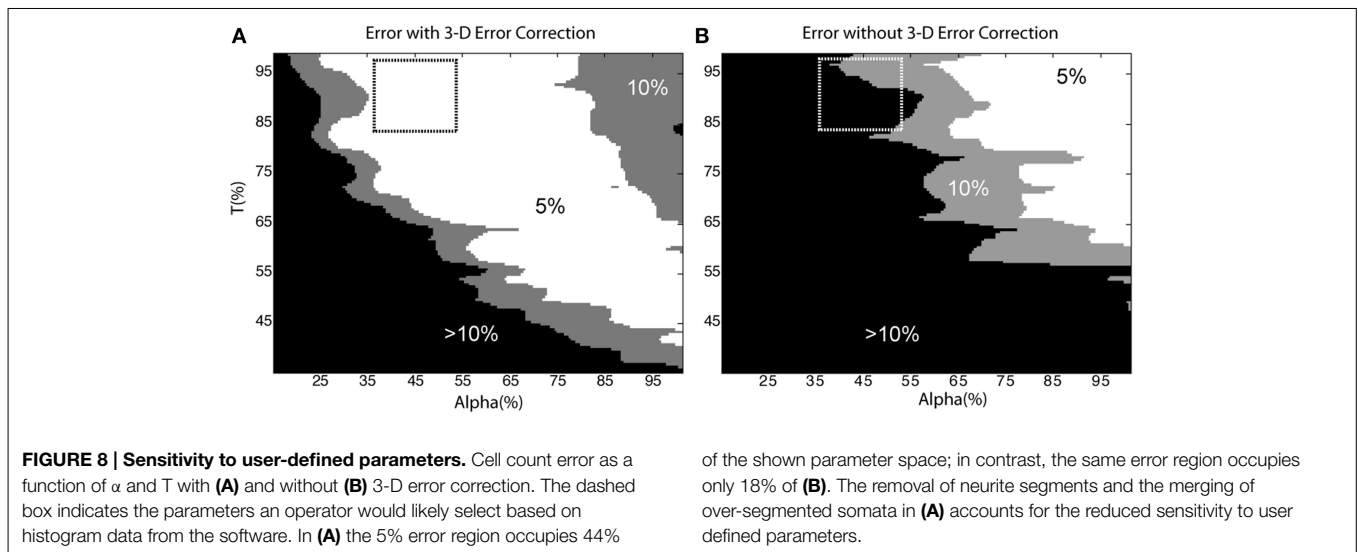 A
Error with 3-D Error Correction
95
85
75
65
55
45
T(%)
10%
5%
>10%
25 35 45 55 65 75 85 95
Alpha(%)
B
Error without 3-D Error Correction
95
85
75
65
55
45
5%
10%
>10%
25 35 45 55 65 75 85 95
Alpha(%)
FIGURE 8 | Sensitivity to user-defined parameters. Cell count error as a
function of α and T with (A) and without (B) 3-D error correction. The dashed
box indicates the parameters an operator would likely select based on
histogram data from the software. In (A) the 5% error region occupies 44%
of the shown parameter space; in contrast, the same error region occupies
only 18% of (B). The removal of neurite segments and the merging of
over-segmented somata in (A) accounts for the reduced sensitivity to user
defined parameters.